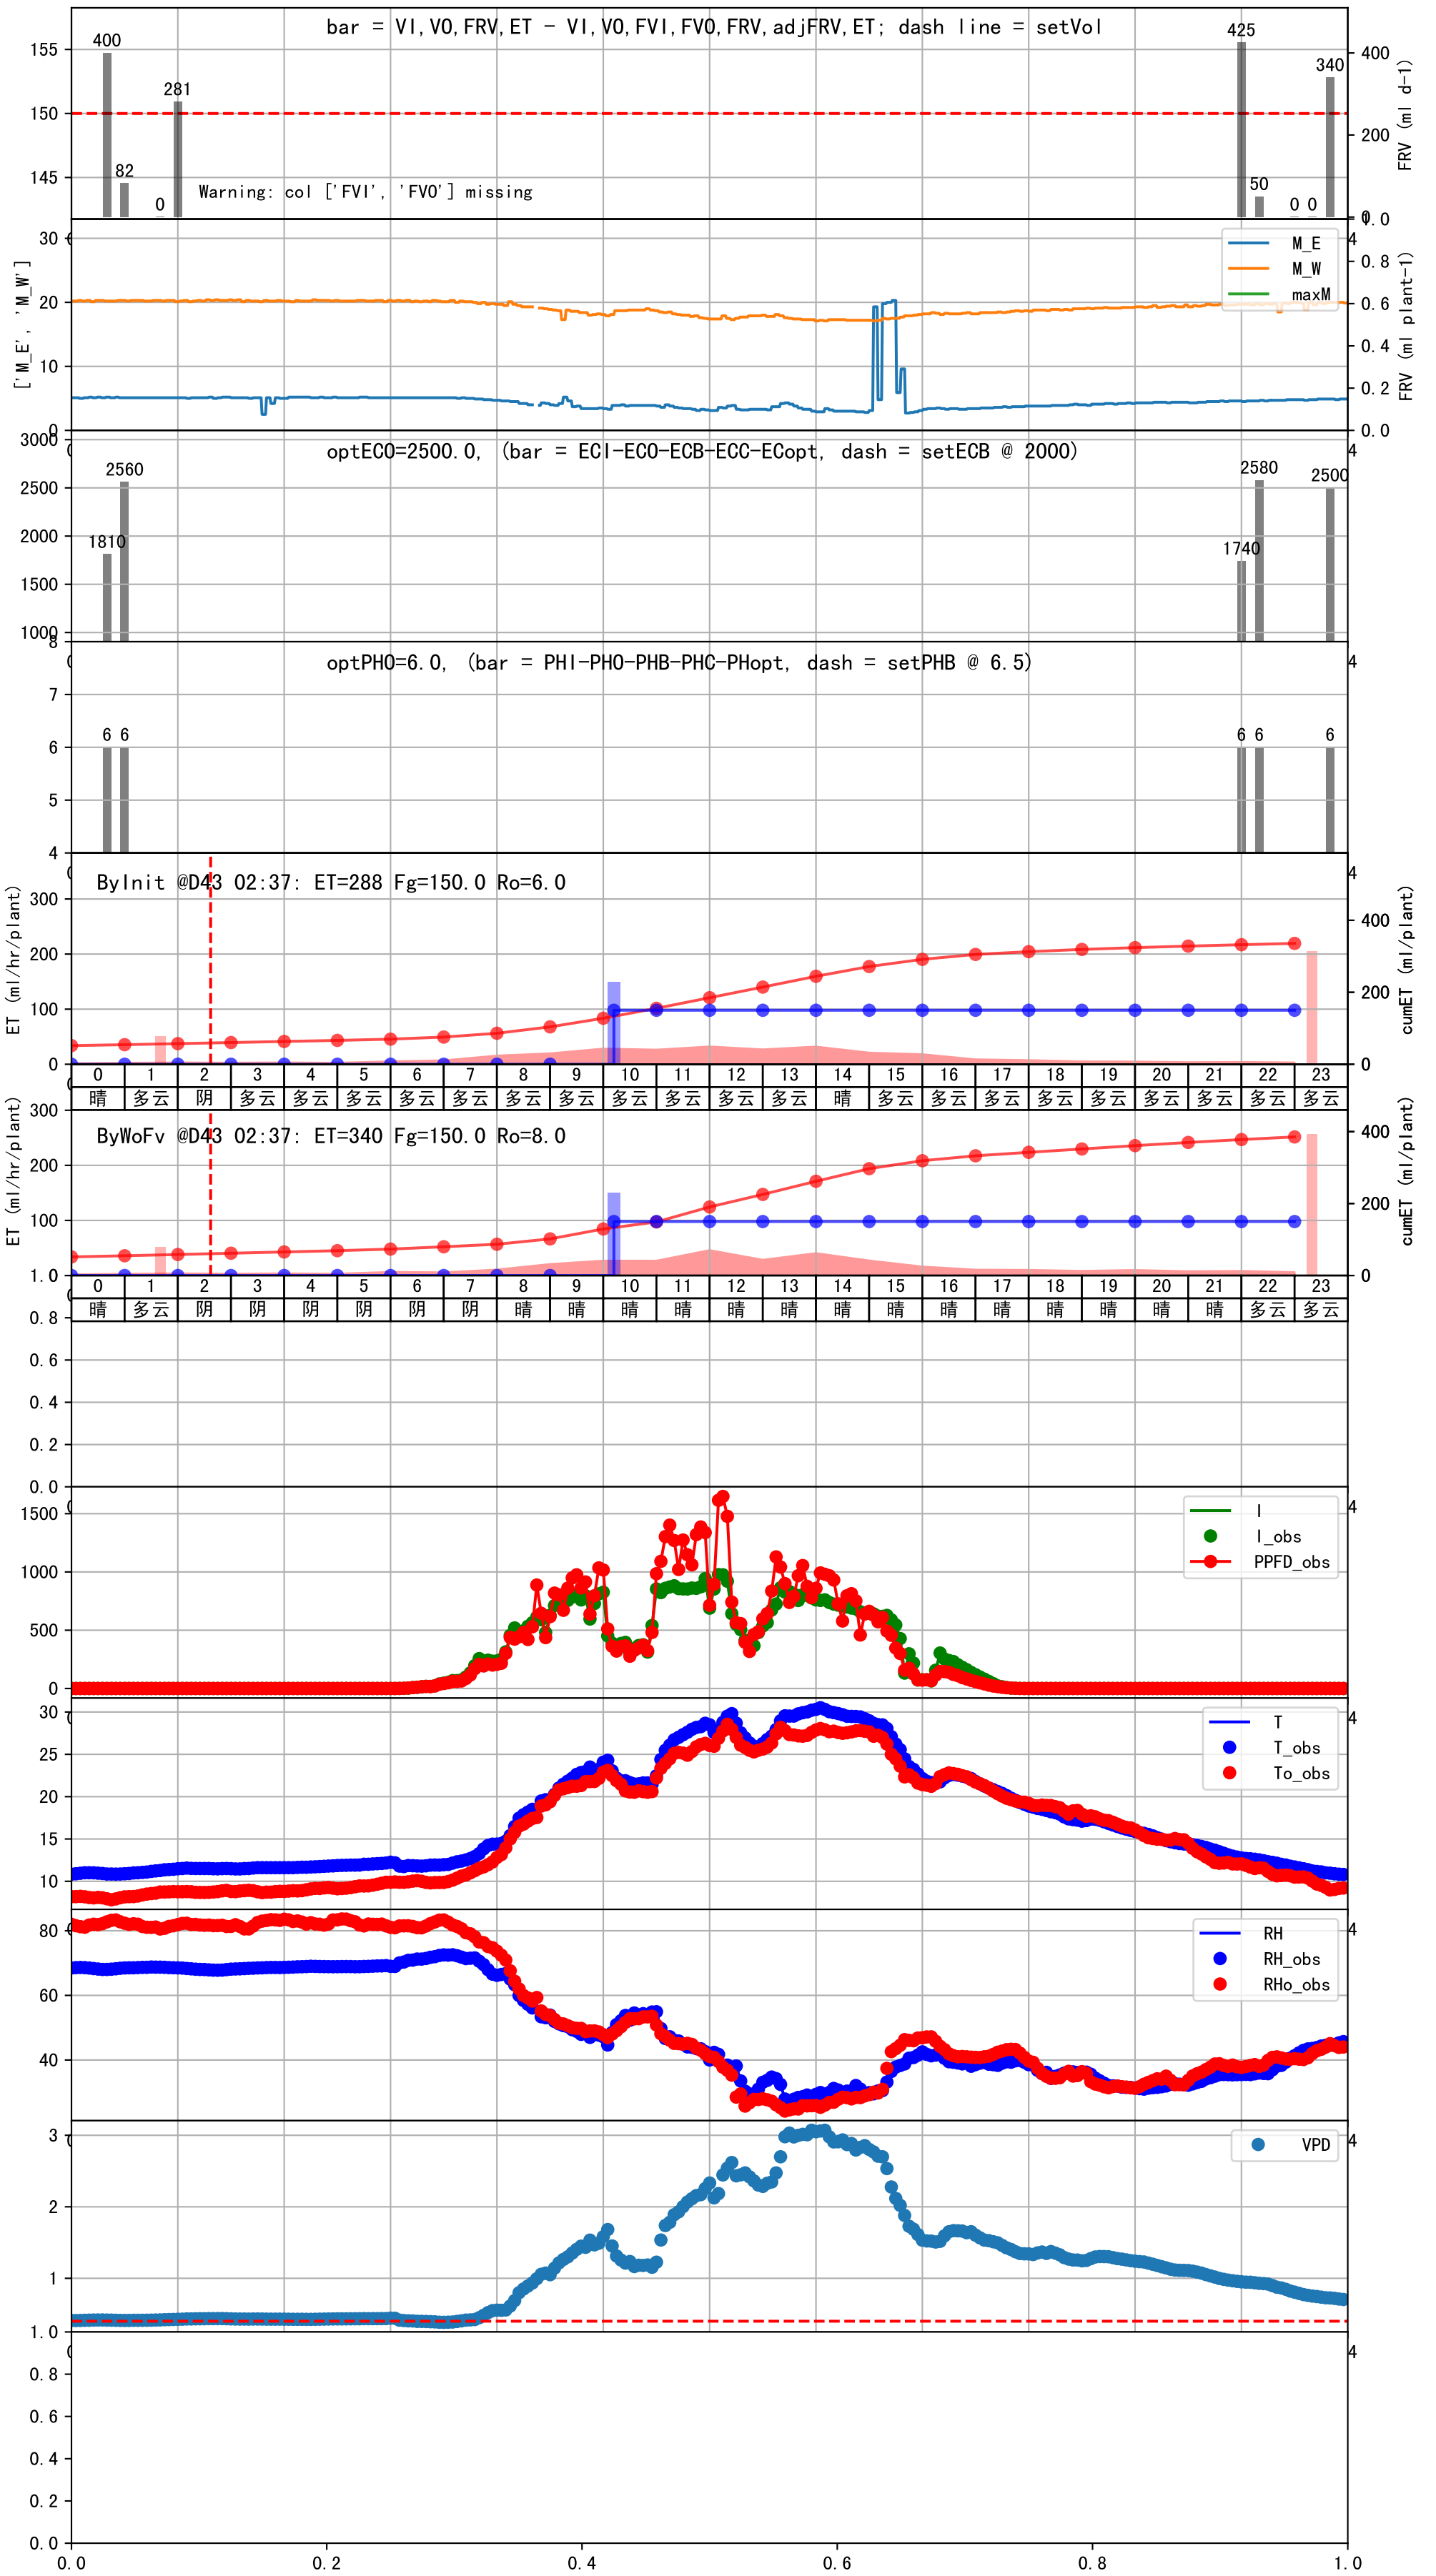 bar = VI,VO,FRV,ET - VI,VO,FVI,FVO,FRV,adjFRV,ET; dash line = setVol
155
150
145
400
82
0
281
425
50
0
0
340
Warning: col ['FVI', 'FVO'] missing
400
200
0
FRV (ml d-1)
['M_E', 'M_W']
30
20
10
0
M_E
M_W
maxM
1.0
0.8
0.6
0.4
0.2
0.0
FRV (ml plant-1)
4
optECO=2500.0, (bar = ECI-ECO-ECB-ECC-ECopt, dash = setECB @ 2000)
3000
2500
2000
1500
1000
1810
2560
1740
2580
2500
4
optPHO=6.0, (bar = PHI-PHO-PHB-PHC-PHopt, dash = setPHB @ 6.5)
8
7
6
5
4
6 6
6 6
6
4
ByInit @D43 02:37: ET=288 Fg=150.0 Ro=6.0
ET (ml/hr/plant)
300
200
100
0
400
200
0
cumET (ml/plant)
4
0 1 2 3 4 5 6 7 8 9 10 11 12 13 14 15 16 17 18 19 20 21 22 23
晴 多云 阴 多云 多云 多云 多云 多云 多云 多云 多云 多云 多云 多云 晴 多云 多云 多云 多云 多云 多云 多云 多云 多云
ByWoFv @D43 02:37: ET=340 Fg=150.0 Ro=8.0
ET (ml/hr/plant)
300
200
100
400
200
0
cumET (ml/plant)
0 1 2 3 4 5 6 7 8 9 10 11 12 13 14 15 16 17 18 19 20 21 22 23
晴 多云 阴 阴 阴 阴 阴 阴 晴 晴 晴 晴 晴 晴 晴 晴 晴 晴 晴 晴 晴 晴 多云 多云
1.0
0.8
0.6
0.4
0.2
0.0
4
1500
1000
500
0
I
I_obs
PPFD_obs
4
30
25
20
15
10
T
T_obs
To_obs
4
80
60
40
RH
RH_obs
RHo_obs
4
3
2
1
VPD
4
1.0
0.8
0.6
0.4
0.2
0.0
0.0 0.2 0.4 0.6 0.8 1.0